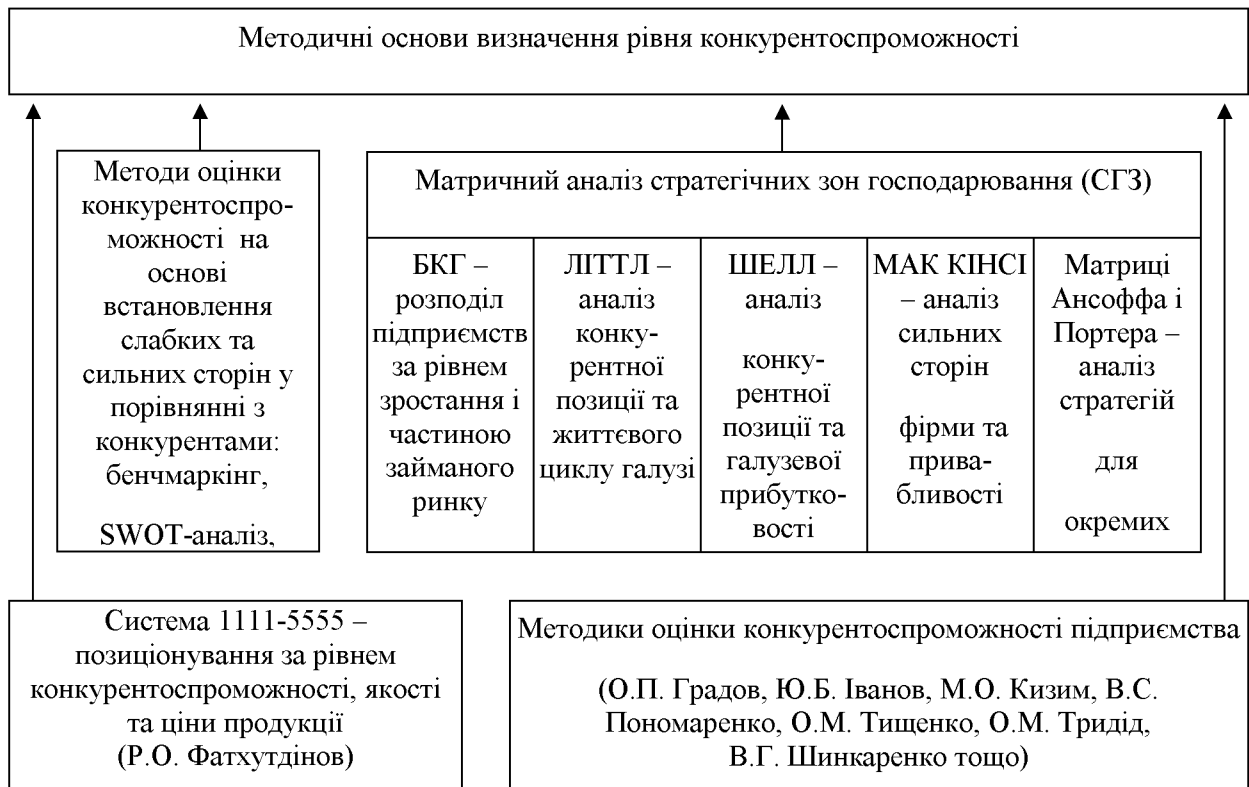 Методичні основи визначення рівня конкурентоспроможності
Методи оцінки
конкурентоспро-
можності на
основі
встановлення
слабких та
сильних сторін у
порівнянні з
конкурентами:
бенчмаркінг,
SWOT-аналіз,
Матричний аналіз стратегічних зон господарювання (СГЗ)
БКГ –
розподіл
підприємств
за рівнем
зростання і
частиною
займаного
ринку
ЛІТТЛ –
аналіз
конку-
рентної
позиції та
життєвого
циклу галузі
ШЕЛЛ –
аналіз
конку-
рентної
позиції та
галузевої
прибутко-
вості
МАК КІНСІ
– аналіз
сильних
сторін
фірми та
прива-
бливості
Матриці
Ансоффа і
Портера –
аналіз
стратегій
для
окремих
Система 1111-5555 –
позиціонування за рівнем
конкурентоспроможності, якості
та ціни продукції
(Р.О. Фатхутдінов)
Методики оцінки конкурентоспроможності підприємства
(О.П. Градов, Ю.Б. Іванов, М.О. Кизим, В.С.
Пономаренко, О.М. Тищенко, О.М. Тридід,
В.Г. Шинкаренко тощо)